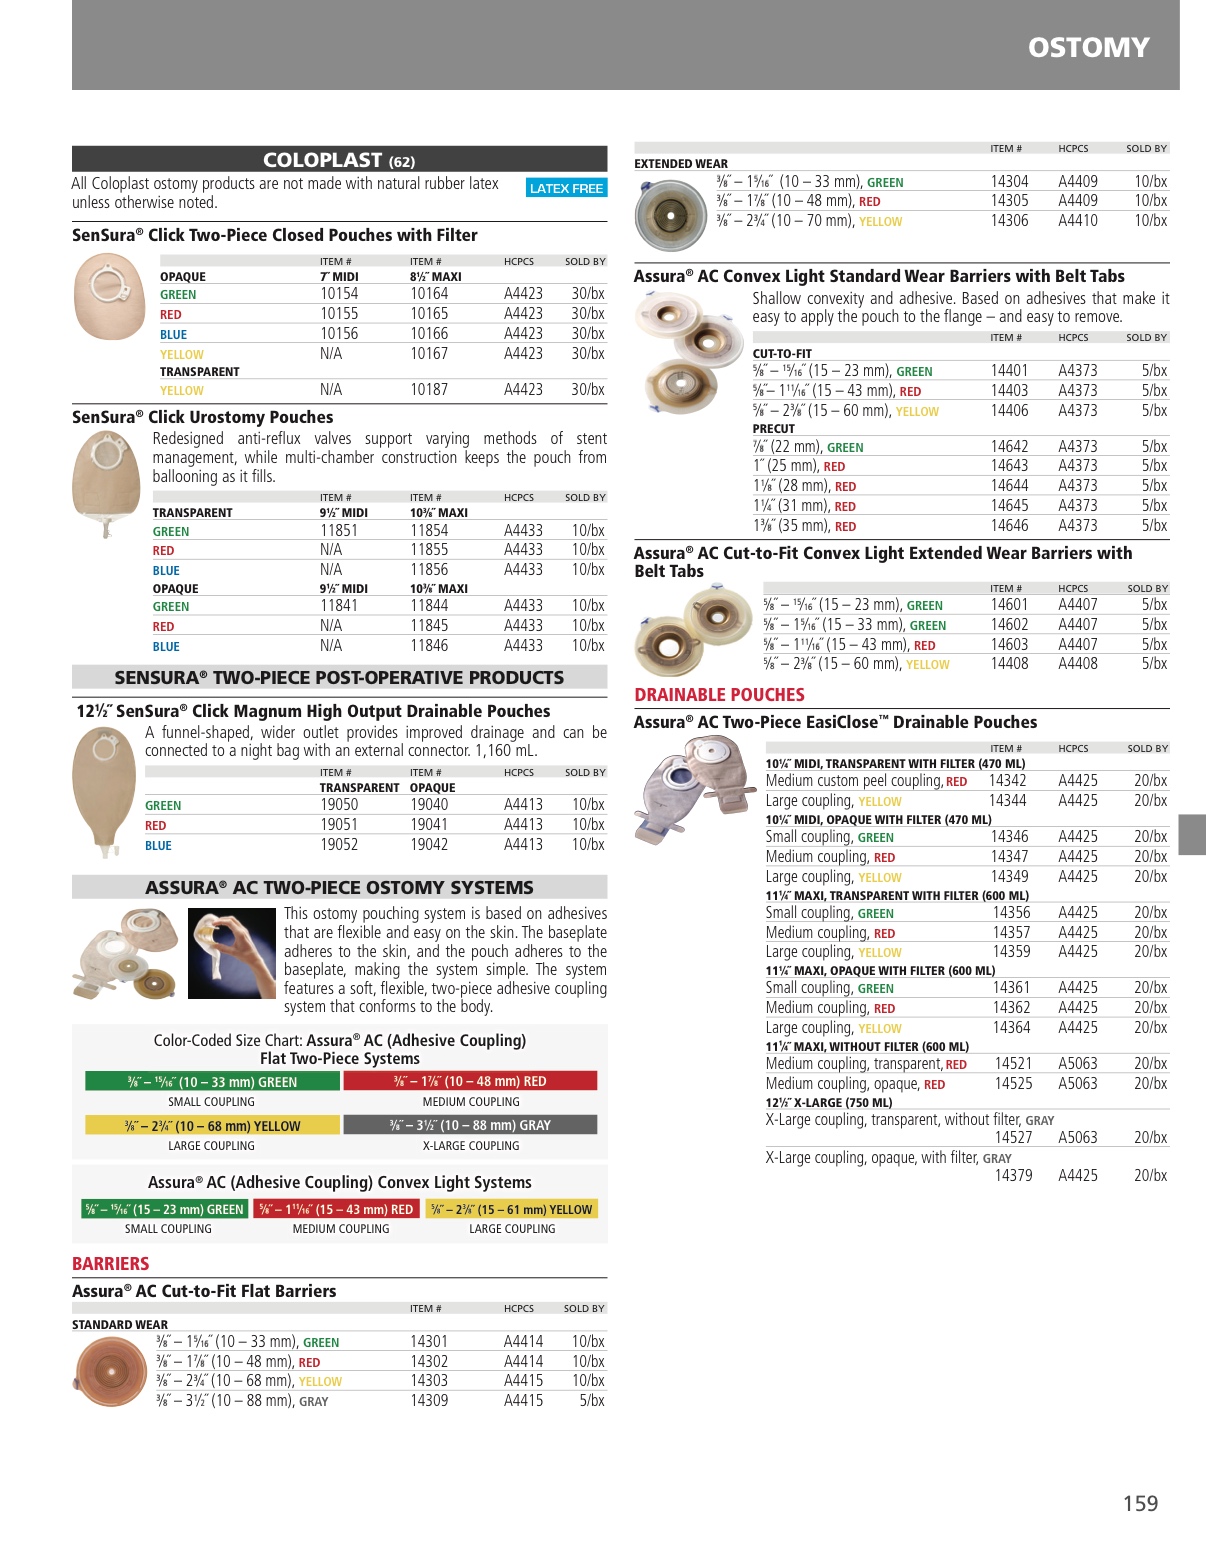 OSTOMY
COLOPLAST (62)
All Coloplast ostomy products are not made with natural rubber latex
unless otherwise noted.
LATEX FREE
SenSura® Click Two-Piece Closed Pouches with Filter
ITEM # ITEM # HCPCS SOLD BY
OPAQUE 7˝ MIDI 8½˝ MAXI
GREEN 10154 10164 A4423 30/bx
RED 10155 10165 A4423 30/bx
BLUE 10156 10166 A4423 30/bx
YELLOW N/A 10167 A4423 30/bx
TRANSPARENT
YELLOW N/A 10187 A4423 30/bx
SenSura® Click Urostomy Pouches
Redesigned anti-reflux valves support varying methods of stent
management, while multi-chamber construction keeps the pouch from
ballooning as it fills.
ITEM # ITEM # HCPCS SOLD BY
TRANSPARENT 9½˝ MIDI 10⅜˝ MAXI
GREEN 11851 11854 A4433 10/bx
RED N/A 11855 A4433 10/bx
BLUE N/A 11856 A4433 10/bx
OPAQUE 9½˝ MIDI 10⅜˝ MAXI
GREEN 11841 11844 A4433 10/bx
RED N/A 11845 A4433 10/bx
BLUE N/A 11846 A4433 10/bx
SENSURA® TWO-PIECE POST-OPERATIVE PRODUCTS
12½˝ SenSura® Click Magnum High Output Drainable Pouches
A funnel-shaped, wider outlet provides improved drainage and can be
connected to a night bag with an external connector. 1,160 mL.
ITEM # ITEM # HCPCS SOLD BY
TRANSPARENT OPAQUE
GREEN 19050 19040 A4413 10/bx
RED 19051 19041 A4413 10/bx
BLUE 19052 19042 A4413 10/bx
ASSURA® AC TWO-PIECE OSTOMY SYSTEMS
This ostomy pouching system is based on adhesives
that are flexible and easy on the skin. The baseplate
adheres to the skin, and the pouch adheres to the
baseplate, making the system simple. The system
features a soft, flexible, two-piece adhesive coupling
system that conforms to the body.
Color-Coded Size Chart: Assura® AC (Adhesive Coupling)
Flat Two-Piece Systems
⅜˝ – 15/16˝ (10 – 33 mm) GREEN ⅜˝ – 1⅞˝ (10 – 48 mm) RED
SMALL COUPLING MEDIUM COUPLING
⅜˝ – 2¾˝ (10 – 68 mm) YELLOW ⅜˝ – 3½˝ (10 – 88 mm) GRAY
LARGE COUPLING X-LARGE COUPLING
Assura® AC (Adhesive Coupling) Convex Light Systems
⅝˝ – 15/16˝ (15 – 23 mm) GREEN ⅝˝ – 1 11/16˝ (15 – 43 mm) RED ⅝˝ – 2⅜˝ (15 – 61 mm) YELLOW
SMALL COUPLING MEDIUM COUPLING LARGE COUPLING
BARRIERS
Assura® AC Cut-to-Fit Flat Barriers
ITEM # HCPCS SOLD BY
STANDARD WEAR
⅜˝ – 1 5/16˝ (10 – 33 mm), GREEN 14301 A4414 10/bx
⅜˝ – 1⅞˝ (10 – 48 mm), RED 14302 A4414 10/bx
⅜˝ – 2¾˝ (10 – 68 mm), YELLOW 14303 A4415 10/bx
⅜˝ – 3½˝ (10 – 88 mm), GRAY 14309 A4415 5/bx
ITEM # HCPCS SOLD BY
EXTENDED WEAR
⅜˝ – 1 5/16˝ (10 – 33 mm), GREEN 14304 A4409 10/bx
⅜˝ – 1⅞˝ (10 – 48 mm), RED 14305 A4409 10/bx
⅜˝ – 2¾˝ (10 – 70 mm), YELLOW 14306 A4410 10/bx
Assura® AC Convex Light Standard Wear Barriers with Belt Tabs
Shallow convexity and adhesive. Based on adhesives that make it
easy to apply the pouch to the flange – and easy to remove.
ITEM # HCPCS SOLD BY
CUT-TO-FIT
⅝˝ – 15/16˝ (15 – 23 mm), GREEN 14401 A4373 5/bx
⅝˝– 1 11/16˝ (15 – 43 mm), RED 14403 A4373 5/bx
⅝˝ – 2⅜˝ (15 – 60 mm), YELLOW 14406 A4373 5/bx
PRECUT
⅞˝ (22 mm), GREEN 14642 A4373 5/bx
1˝ (25 mm), RED 14643 A4373 5/bx
1⅛˝ (28 mm), RED 14644 A4373 5/bx
1¼˝ (31 mm), RED 14645 A4373 5/bx
1⅜˝ (35 mm), RED 14646 A4373 5/bx
Assura® AC Cut-to-Fit Convex Light Extended Wear Barriers with
Belt Tabs
ITEM # HCPCS SOLD BY
⅝˝ – 15/16˝ (15 – 23 mm), GREEN 14601 A4407 5/bx
⅝˝ – 1 5/16˝ (15 – 33 mm), GREEN 14602 A4407 5/bx
⅝˝ – 1 11/16˝ (15 – 43 mm), RED 14603 A4407 5/bx
⅝˝ – 2⅜˝ (15 – 60 mm), YELLOW 14408 A4408 5/bx
DRAINABLE POUCHES
Assura® AC Two-Piece EasiClose™ Drainable Pouches
ITEM # HCPCS SOLD BY
10¼˝ MIDI, TRANSPARENT WITH FILTER (470 ML)
Medium custom peel coupling, RED 14342 A4425 20/bx
Large coupling, YELLOW 14344 A4425 20/bx
10¼˝ MIDI, OPAQUE WITH FILTER (470 ML)
Small coupling, GREEN 14346 A4425 20/bx
Medium coupling, RED 14347 A4425 20/bx
Large coupling, YELLOW 14349 A4425 20/bx
11¼˝ MAXI, TRANSPARENT WITH FILTER (600 ML)
Small coupling, GREEN 14356 A4425 20/bx
Medium coupling, RED 14357 A4425 20/bx
Large coupling, YELLOW 14359 A4425 20/bx
11¼˝ MAXI, OPAQUE WITH FILTER (600 ML)
Small coupling, GREEN 14361 A4425 20/bx
Medium coupling, RED 14362 A4425 20/bx
Large coupling, YELLOW 14364 A4425 20/bx
11¼˝ MAXI, WITHOUT FILTER (600 ML)
Medium coupling, transparent, RED 14521 A5063 20/bx
Medium coupling, opaque, RED 14525 A5063 20/bx
12½˝ X-LARGE (750 ML)
X-Large coupling, transparent, without filter, GRAY
14527 A5063 20/bx
X-Large coupling, opaque, with filter, GRAY
14379 A4425 20/bx
159